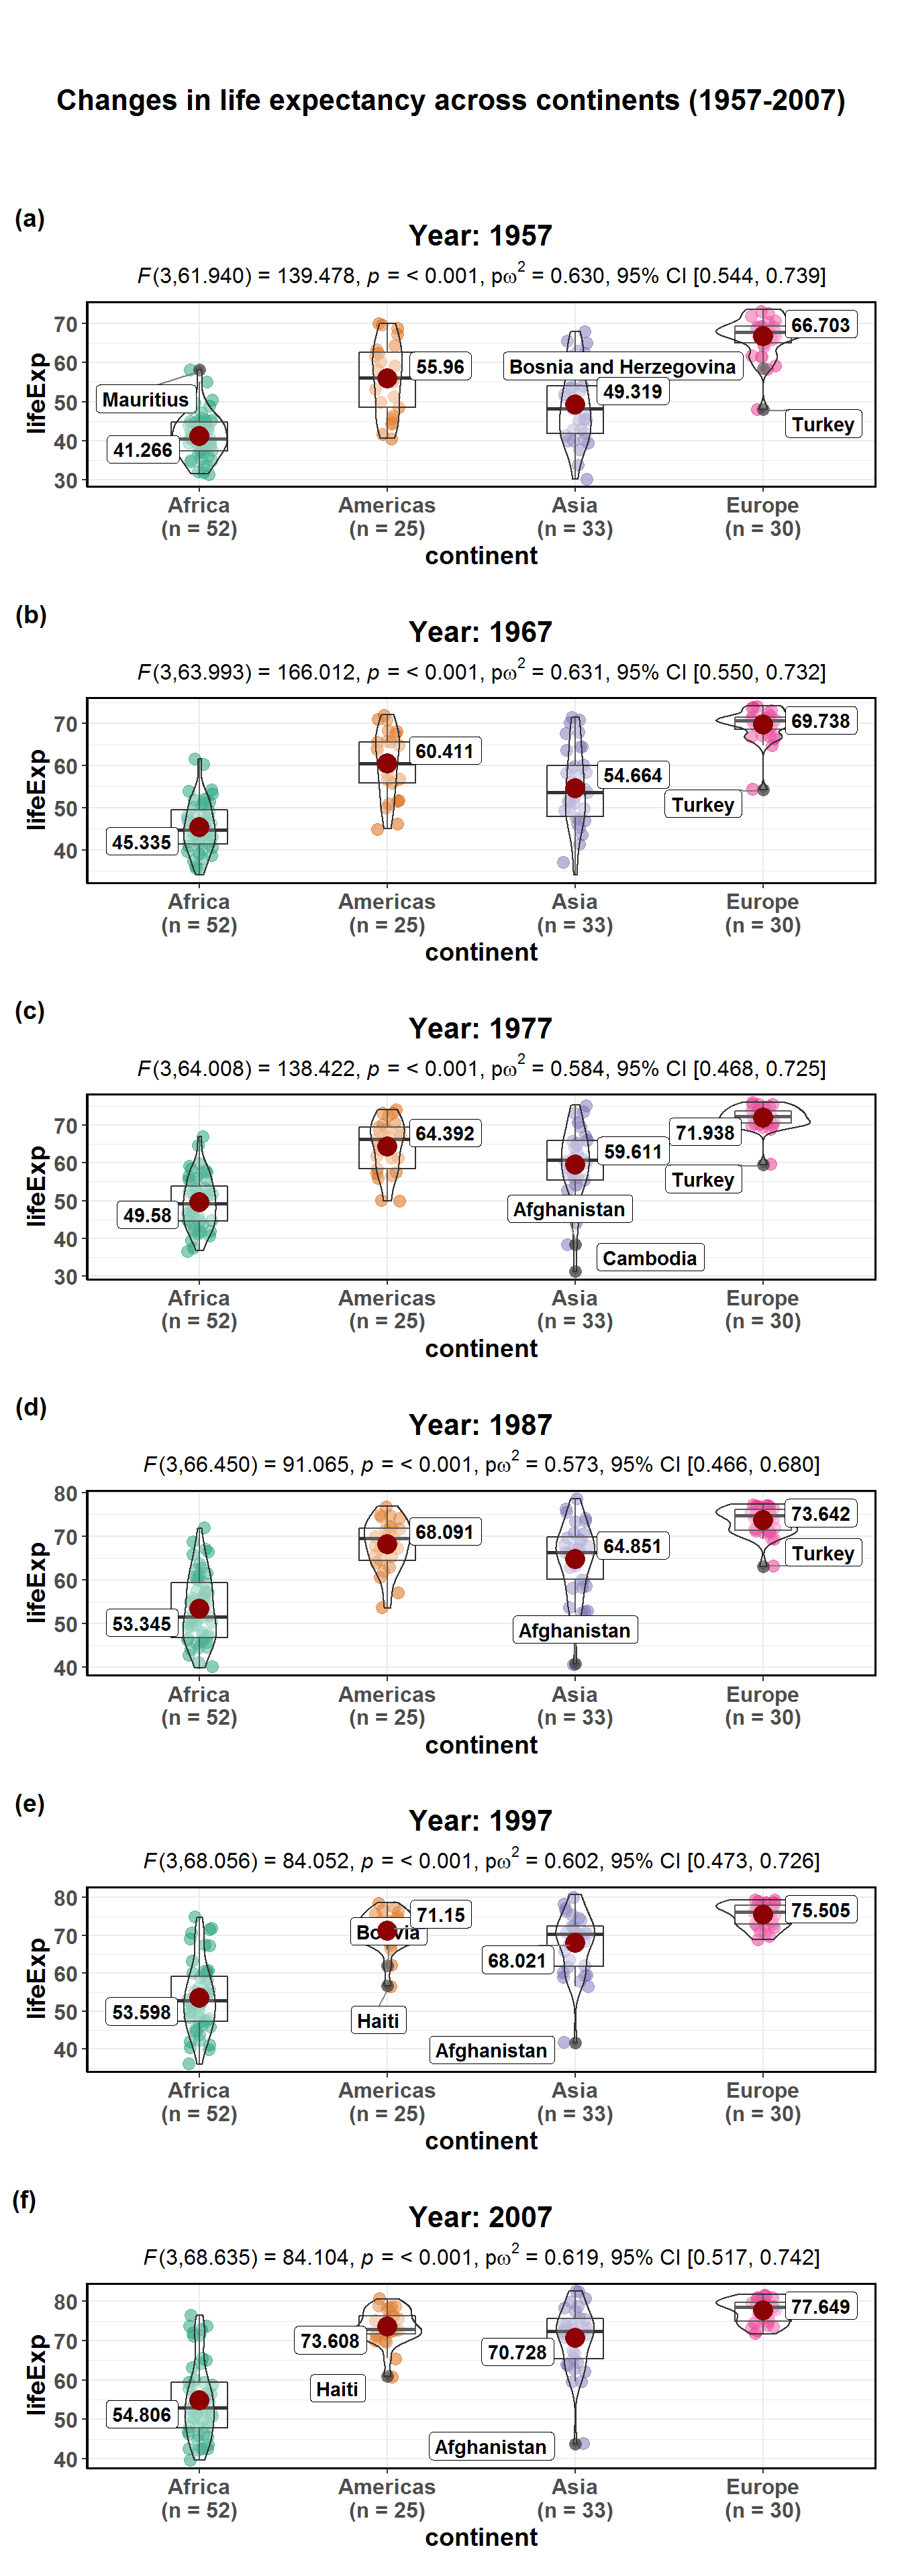 Changes in life expectancy across continents (1957-2007)
(a)
Year: 1957
F(3,61.940) = 139.478, p = < 0.001, pω² = 0.630, 95% CI [0.544, 0.739]
lifeExp
70
60
50
40
30
Mauritius
41.266
55.96
Bosnia and Herzegovina
49.319
66.703
Turkey
Africa Americas Asia Europe
(n = 52) (n = 25) (n = 33) (n = 30)
continent
(b)
Year: 1967
F(3,63.993) = 166.012, p = < 0.001, pω² = 0.631, 95% CI [0.550, 0.732]
lifeExp
70
60
50
40
45.335
60.411
54.664
69.738
Turkey
Africa Americas Asia Europe
(n = 52) (n = 25) (n = 33) (n = 30)
continent
(c)
Year: 1977
F(3,64.008) = 138.422, p = < 0.001, pω² = 0.584, 95% CI [0.468, 0.725]
lifeExp
70
60
50
40
30
49.58
64.392
59.611
Afghanistan
Cambodia
71.938
Turkey
Africa Americas Asia Europe
(n = 52) (n = 25) (n = 33) (n = 30)
continent
(d)
Year: 1987
F(3,66.450) = 91.065, p = < 0.001, pω² = 0.573, 95% CI [0.466, 0.680]
lifeExp
80
70
60
50
40
53.345
68.091
64.851
Afghanistan
73.642
Turkey
Africa Americas Asia Europe
(n = 52) (n = 25) (n = 33) (n = 30)
continent
(e)
Year: 1997
F(3,68.056) = 84.052, p = < 0.001, pω² = 0.602, 95% CI [0.473, 0.726]
lifeExp
80
70
60
50
40
53.598
71.15
Bolivia
Haiti
68.021
Afghanistan
75.505
Africa Americas Asia Europe
(n = 52) (n = 25) (n = 33) (n = 30)
continent
(f)
Year: 2007
F(3,68.635) = 84.104, p = < 0.001, pω² = 0.619, 95% CI [0.517, 0.742]
lifeExp
80
70
60
50
40
54.806
73.608
Haiti
70.728
Afghanistan
77.649
Africa Americas Asia Europe
(n = 52) (n = 25) (n = 33) (n = 30)
continent